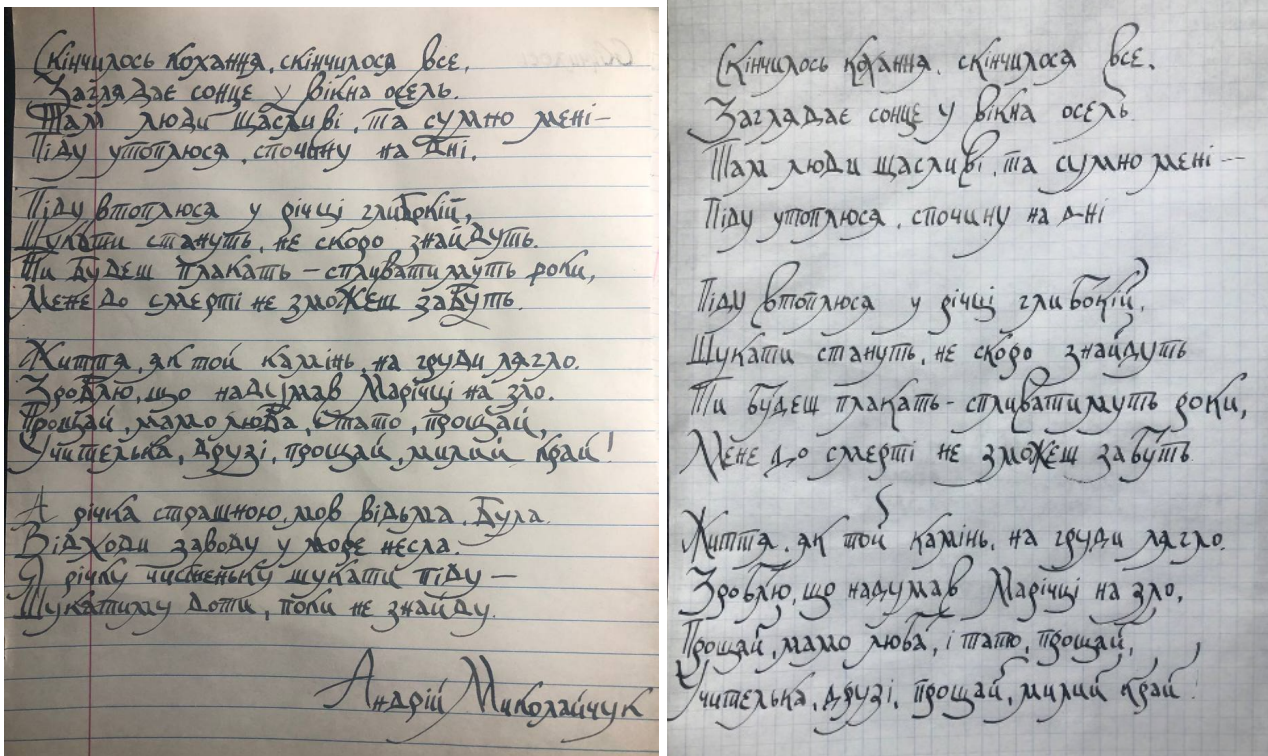 Скінчилось кохання, скінчилося все,
Заглядає сонце у вікна осель.
Там люди щасливі, та сумно мені—
Піду утоплюся, спочину на дні.
Піду втоплюся у річці глибокій,
Шукати стануть, не скоро знайдуть.
Ти будеш плакать – спливатимуть роки,
Мене до смерті не зможеш забуть.
Життя, як той камінь, на груди лягло.
Зроблю, що надумав Марічці на зло.
Прощай, мамо люба, і тато, прощай,
Учителька, друзі, прощай, милий край!
А річка страшною, мов відьма, була.
Відходи заводу у море несла.
Я річку чистеньку шукати піду—
Шукатиму доти, поки не знайду.
Андрій Миколайчук
Скінчилось кохання, скінчилося все,
Заглядає сонце у вікна осель
Там люди щасливі, та сумно мені—
Піду утоплюся, спочину на дні
Піду втоплюся у річці глибокій,
Шукати стануть, не скоро знайдуть
Ти будеш плакать – спливатимуть роки,
Мене до смерті не зможеш забуть
Життя, як той камінь, на груди лягло.
Зроблю, що надумав Марічці на зло,
Прощай, мамо люба, і татю, прощай,
Учителька, друзі, прощай, милий край!